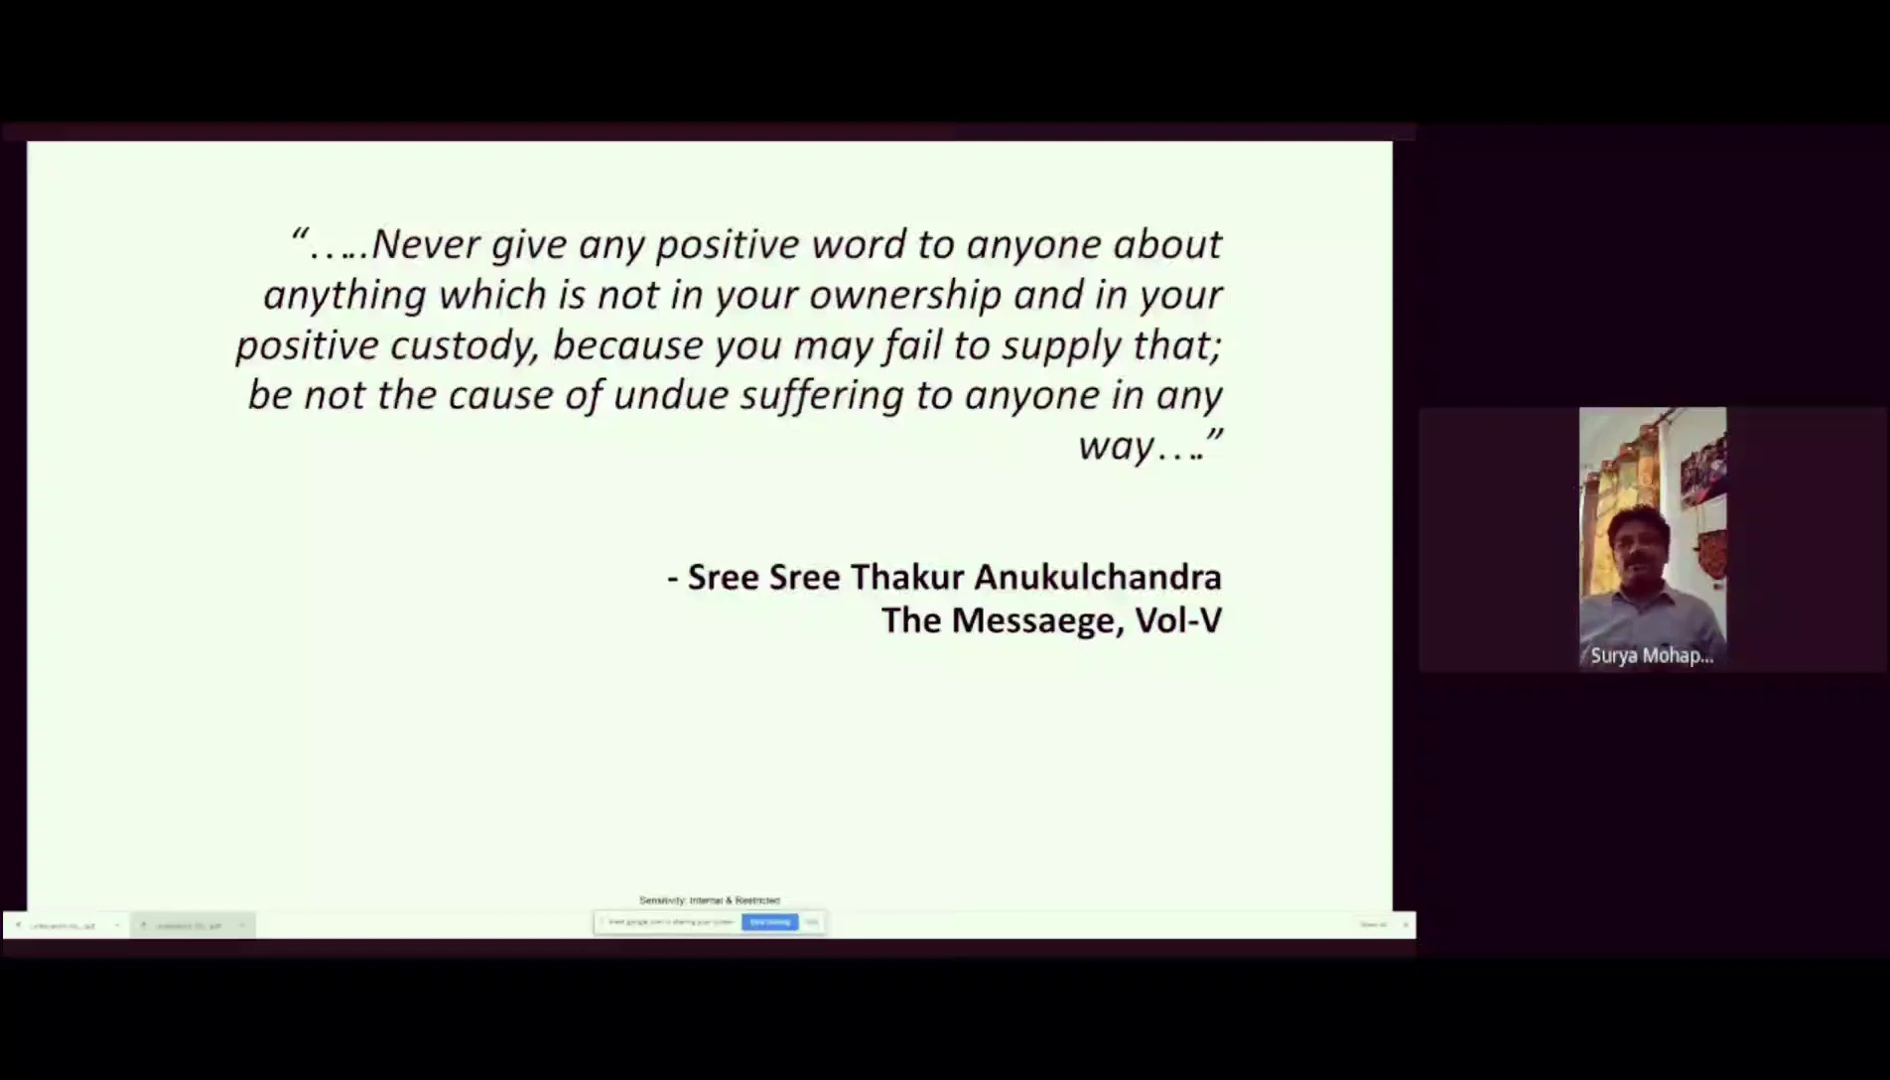 “…..Never give any positive word to anyone about
anything which is not in your ownership and in your
positive custody, because you may fail to supply that;
be not the cause of undue suffering to anyone in any
way….”
- Sree Sree Thakur Anukulchandra
The Messaege, Vol-V
Surya Mohap...
Sensitivity: Internal & Restricted